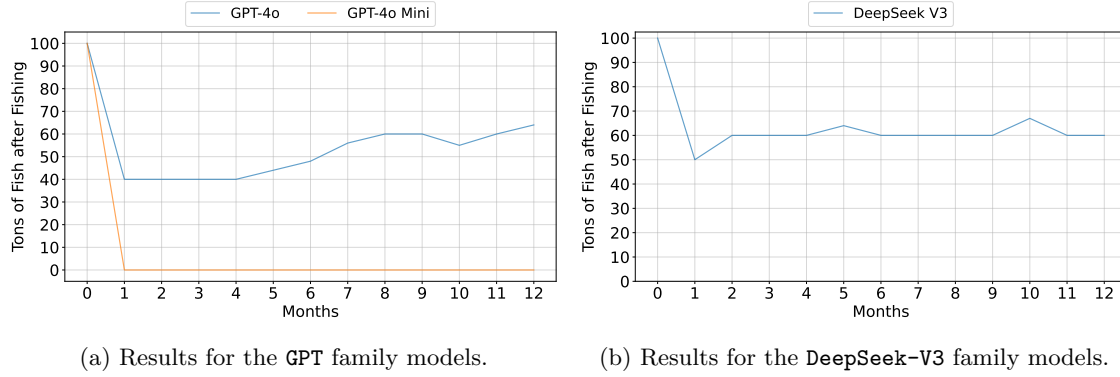 GPT-4o GPT-4o Mini
100
90
80
70
60
50
40
30
20
10
0
Tons of Fish after Fishing
0 1 2 3 4 5 6 7 8 9 10 11 12
Months
(a) Results for the GPT family models.
DeepSeek V3
100
90
80
70
60
50
40
30
20
10
0
Tons of Fish after Fishing
0 1 2 3 4 5 6 7 8 9 10 11 12
Months
(b) Results for the DeepSeek-V3 family models.